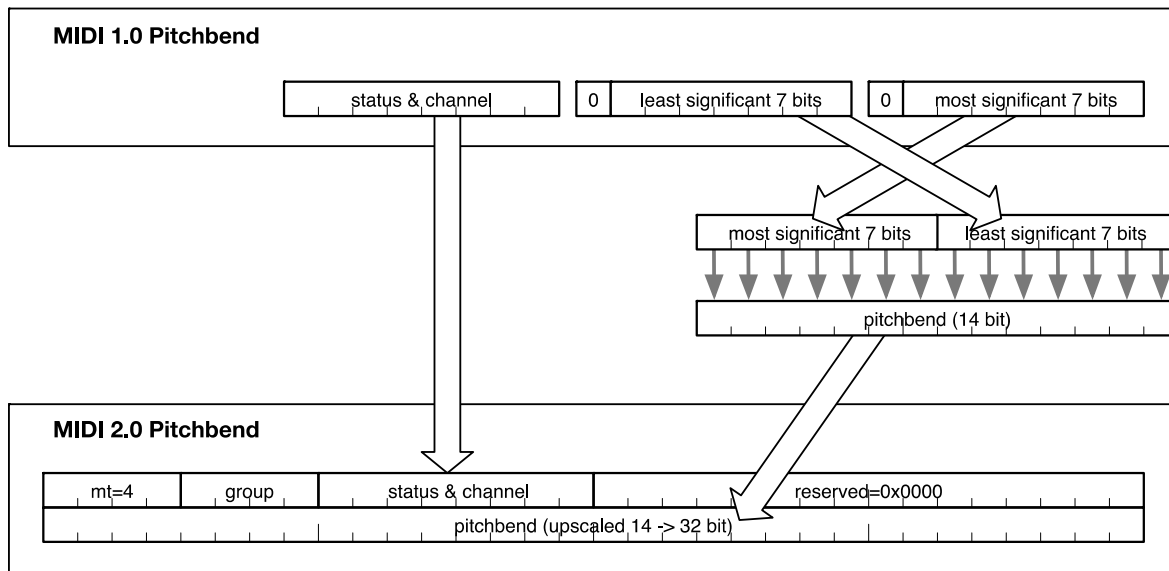 MIDI 1.0 Pitchbend
status & channel 0 least significant 7 bits 0 most significant 7 bits
most significant 7 bits least significant 7 bits
pitchbend (14 bit)
MIDI 2.0 Pitchbend
mt=4 group status & channel reserved=0x0000
pitchbend (upscaled 14 -> 32 bit)